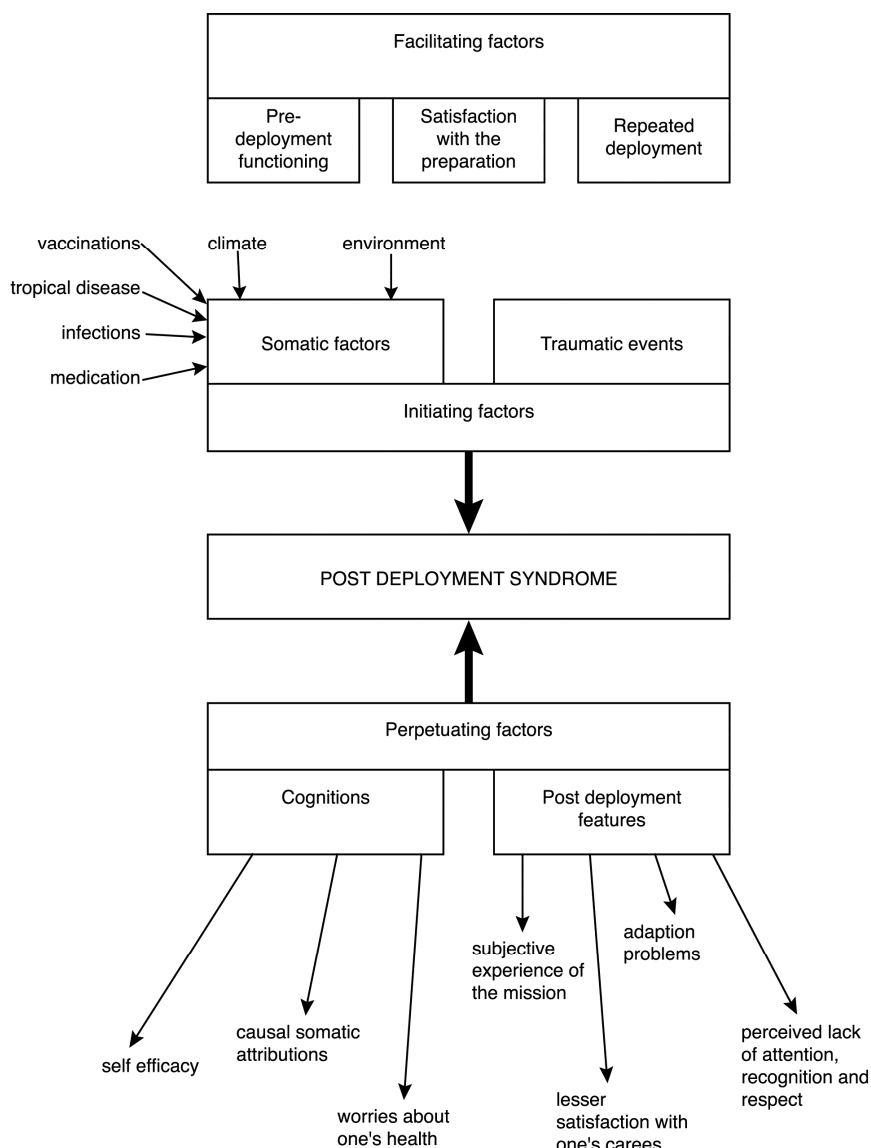 Facilitating factors
Pre-
deployment
functioning
Satisfaction
with the
preparation
Repeated
deployment
vaccinations
climate
environment
tropical disease
infections
medication
Somatic factors
Traumatic events
Initiating factors
POST DEPLOYMENT SYNDROME
Perpetuating factors
Cognitions
Post deployment
features
self efficacy
causal somatic
attributions
worries about
one's health
subjective
experience of
the mission
lesser
satisfaction with
one's carees
adaption
problems
perceived lack
of attention,
recognition and
respect